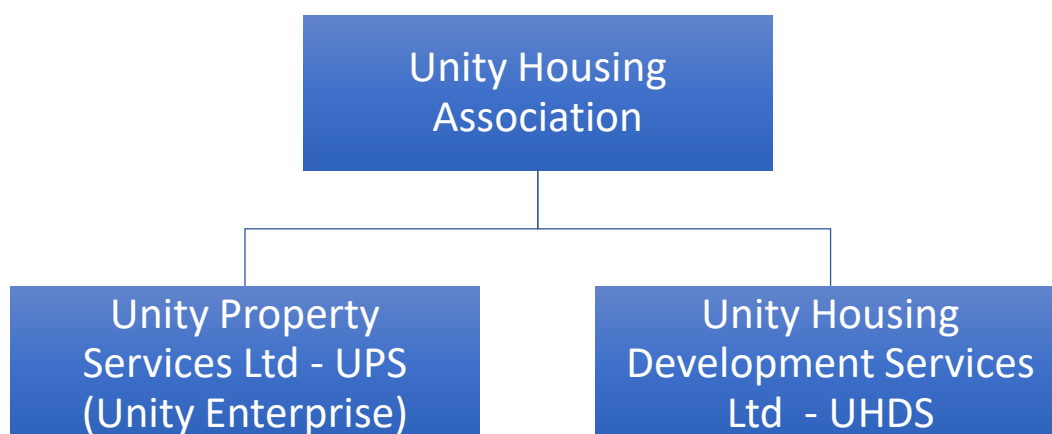 Unity Housing
Association
Unity Property
Services Ltd - UPS
(Unity Enterprise)
Unity Housing
Development Services
Ltd  - UHDS